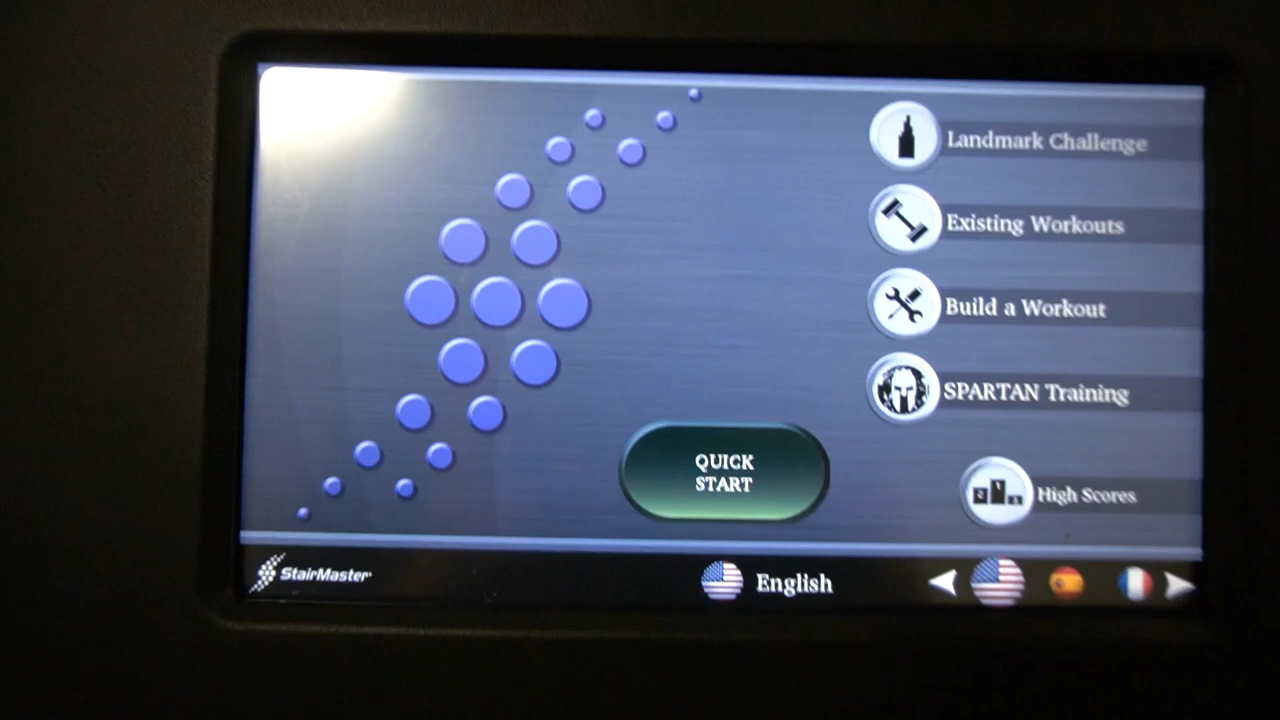 Landmark Challenge
Existing Workouts
Build a Workout
SPARTAN Training
QUICK
START
High Scores
StairMaster
English